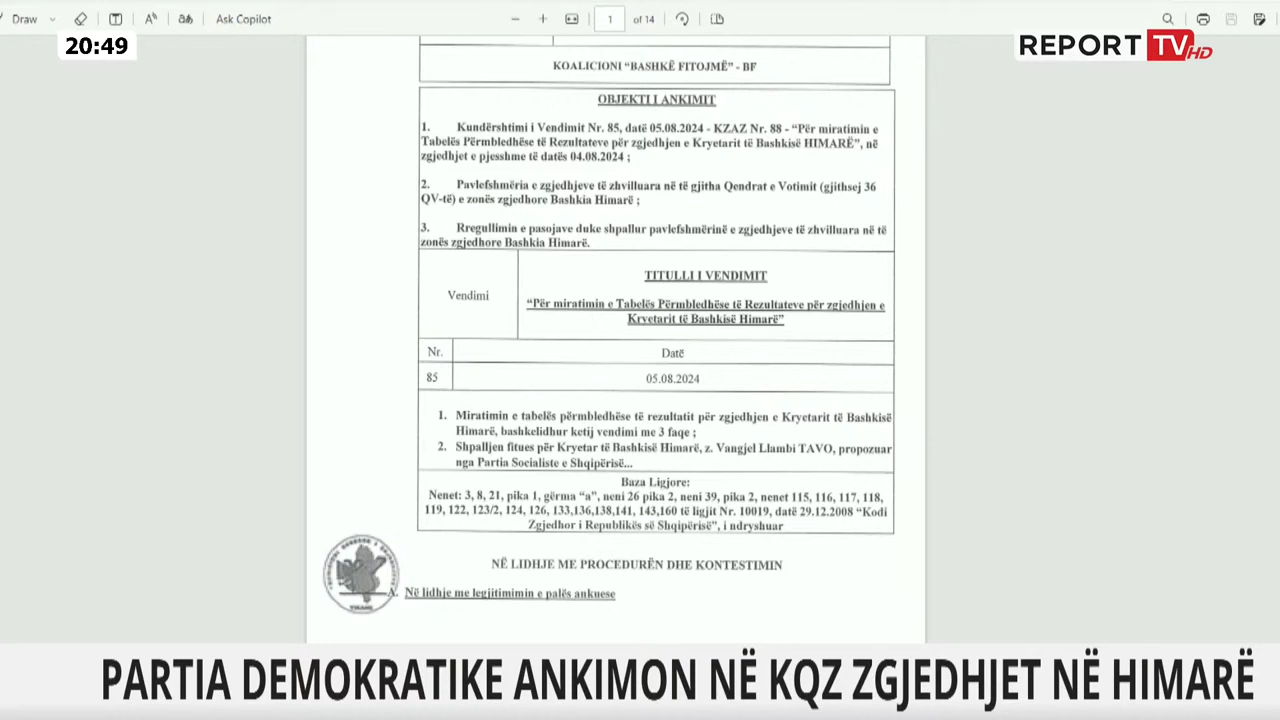 Draw
Ask Copilot
1 of 14
20:49
REPORT TV HD
KOALICIONI “BASHKË FITOJMË” - BF
OBJEKTI I ANKIMIT
1. Kundërshtimi i Vendimit Nr. 85, datë 05.08.2024 - KZAZ Nr. 88 - “Për miratimin e
Tabelës Përmbledhëse të Rezultateve për zgjedhjen e Kryetarit të Bashkisë HIMARË”, në
zgjedhjet e pjesshme të datës 04.08.2024 ;
2. Pavlefshmëria e zgjedhjeve të zhvilluara në të gjitha Qendrat e Votimit (gjithsej 36
QV-të) e zonës zgjedhore Bashkia Himarë ;
3. Rregullimin e pasojave duke shpallur pavlefshmërinë e zgjedhjeve të zhvilluara në të
zonës zgjedhore Bashkia Himarë.
Vendimi
TITULLI I VENDIMIT
“Për miratimin e Tabelës Përmbledhëse të Rezultateve për zgjedhjen e
Kryetarit të Bashkisë Himarë”
Nr. Datë
85 05.08.2024
1. Miratimin e tabelës përmbledhëse të rezultatit për zgjedhjen e Kryetarit të Bashkisë
Himarë, bashkelidhur ketij vendimi me 3 faqe ;
2. Shpalljen fitues për Kryetar të Bashkisë Himarë, z. Vangjel Llambi TAVO, propozuar
nga Partia Socialiste e Shqipërisë...
Baza Ligjore:
Nenet: 3, 8, 21, pika 1, gërma “a”, neni 26 pika 2, neni 39, pika 2, nenet 115, 116, 117, 118,
119, 122, 123/2, 124, 126, 133,136,138,141, 143,160 të ligjit Nr. 10019, datë 29.12.2008 “Kodi
Zgjedhor i Republikës së Shqipërisë”, i ndryshuar
NË LIDHJE ME PROCEDURËN DHE KONTESTIMIN
A. Në lidhje me legjitimimin e palës ankuese
PARTIA DEMOKRATIKE ANKIMON NË KQZ ZGJEDHJET NË HIMARË